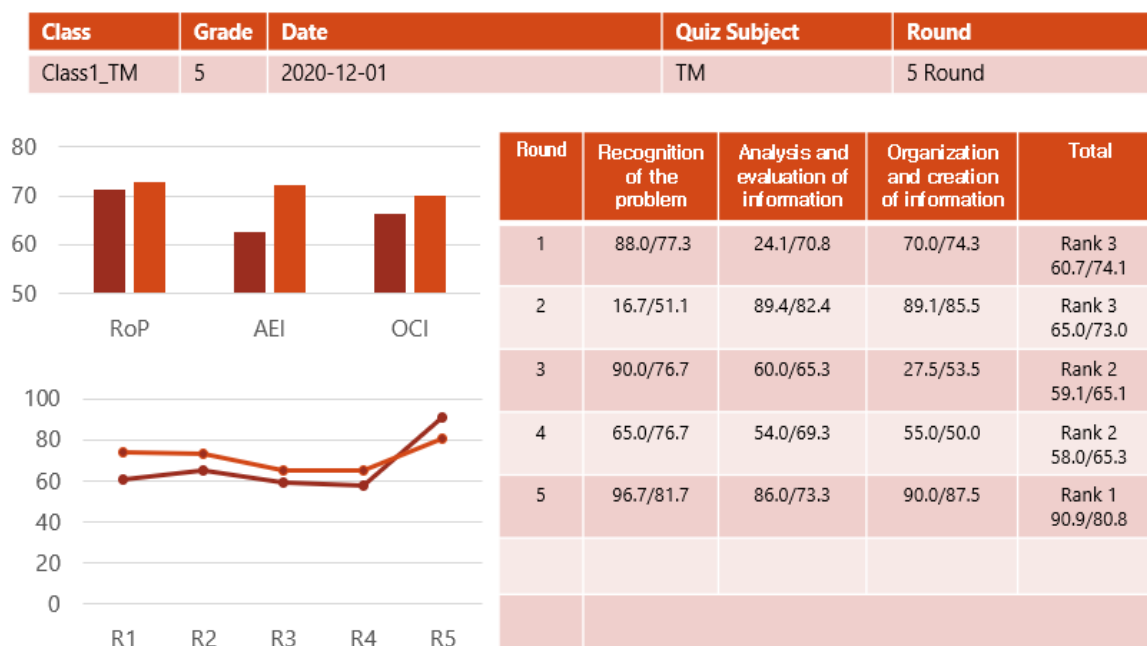 Class Grade Date Quiz Subject Round
Class1_TM 5 2020-12-01 TM 5 Round
80
70
60
50
RoP AEI OCI
100
80
60
40
20
0
R1 R2 R3 R4 R5
Round Recognition of the problem Analysis and evaluation of information Organization and creation of information Total
1 88.0/77.3 24.1/70.8 70.0/74.3 Rank 3
60.7/74.1
2 16.7/51.1 89.4/82.4 89.1/85.5 Rank 3
65.0/73.0
3 90.0/76.7 60.0/65.3 27.5/53.5 Rank 2
59.1/65.1
4 65.0/76.7 54.0/69.3 55.0/50.0 Rank 2
58.0/65.3
5 96.7/81.7 86.0/73.3 90.0/87.5 Rank 1
90.9/80.8